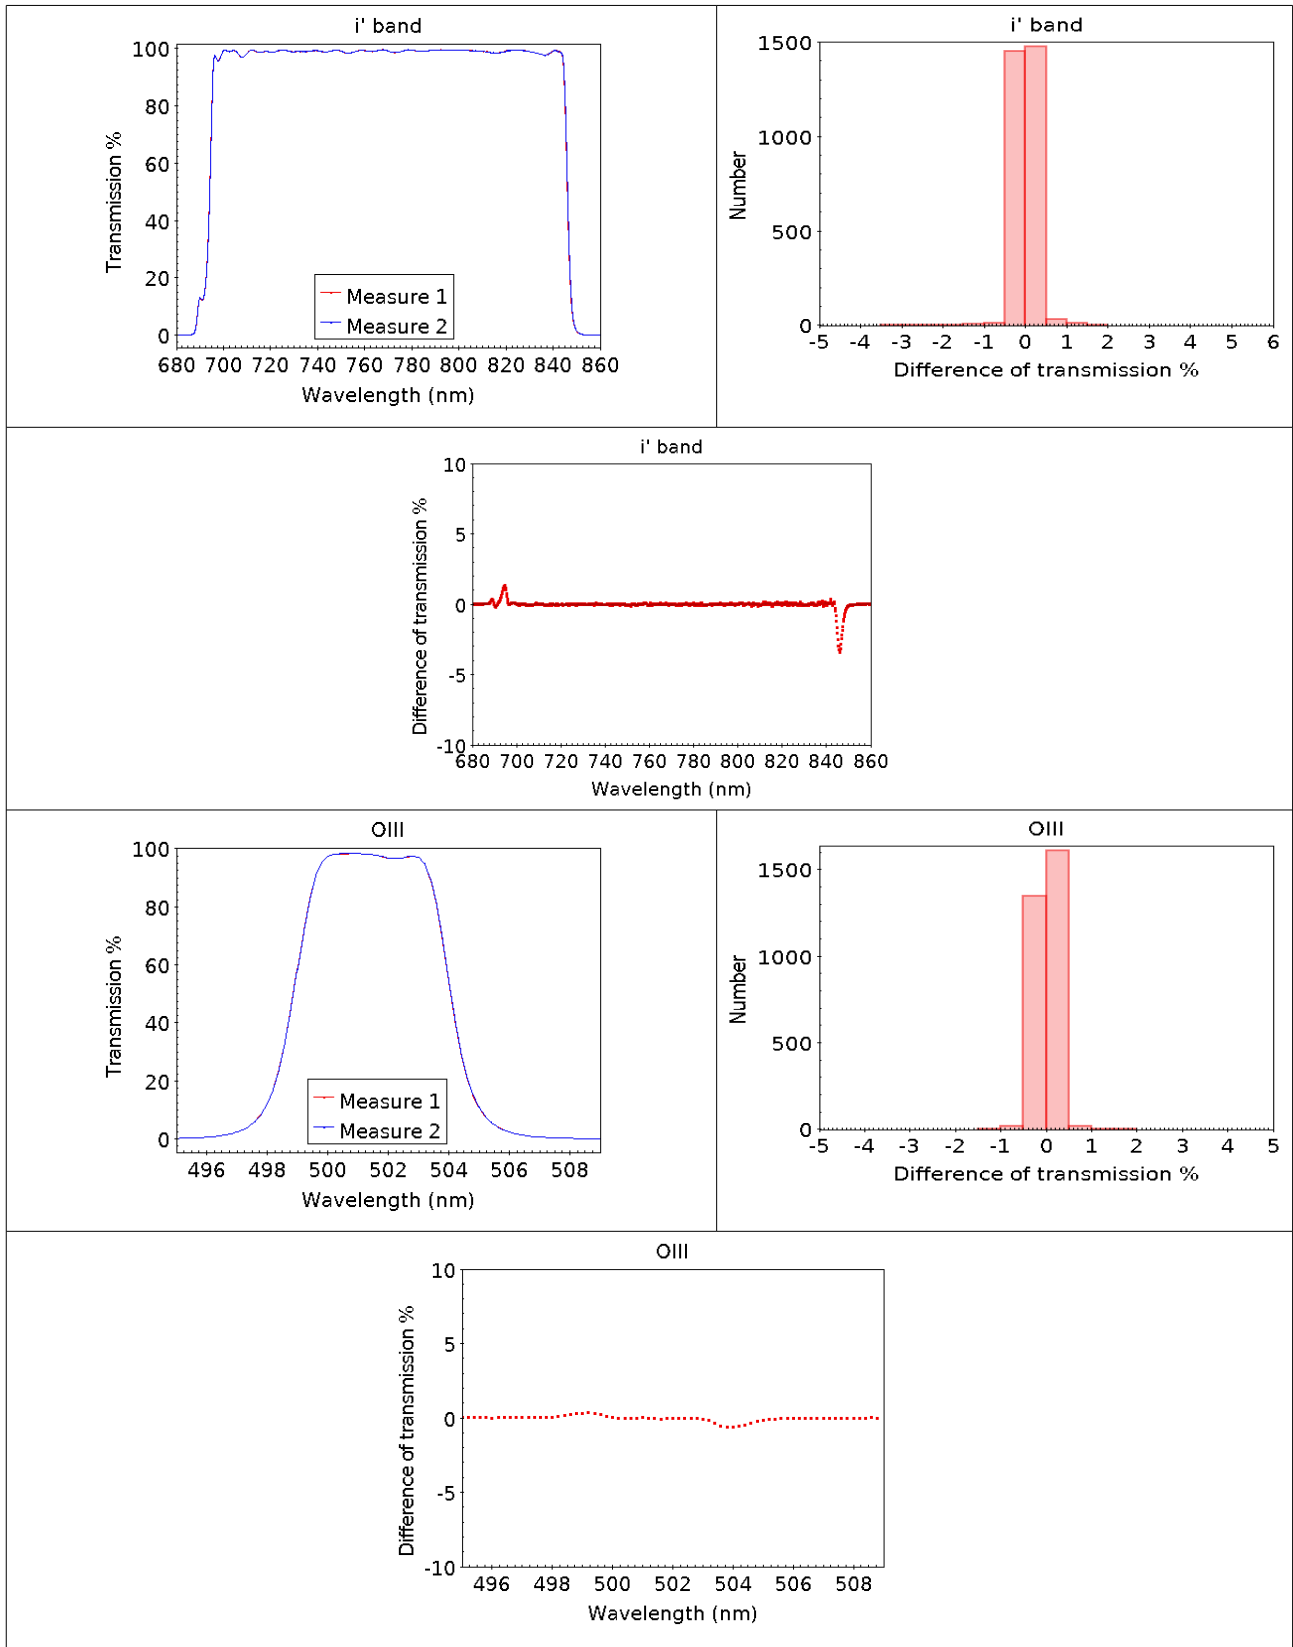 i' band
100
80
60
40
20
0
Transmission %
Measure 1
Measure 2
680 700 720 740 760 780 800 820 840 860
Wavelength (nm)
i' band
1500
1000
500
0
Number
-5 -4 -3 -2 -1 0 1 2 3 4 5 6
Difference of transmission %
i' band
10
5
0
-5
-10
Difference of transmission %
680 700 720 740 760 780 800 820 840 860
Wavelength (nm)
OIII
100
80
60
40
20
0
Transmission %
Measure 1
Measure 2
496 498 500 502 504 506 508
Wavelength (nm)
OIII
1500
1000
500
0
Number
-5 -4 -3 -2 -1 0 1 2 3 4 5
Difference of transmission %
OIII
10
5
0
-5
-10
Difference of transmission %
496 498 500 502 504 506 508
Wavelength (nm)